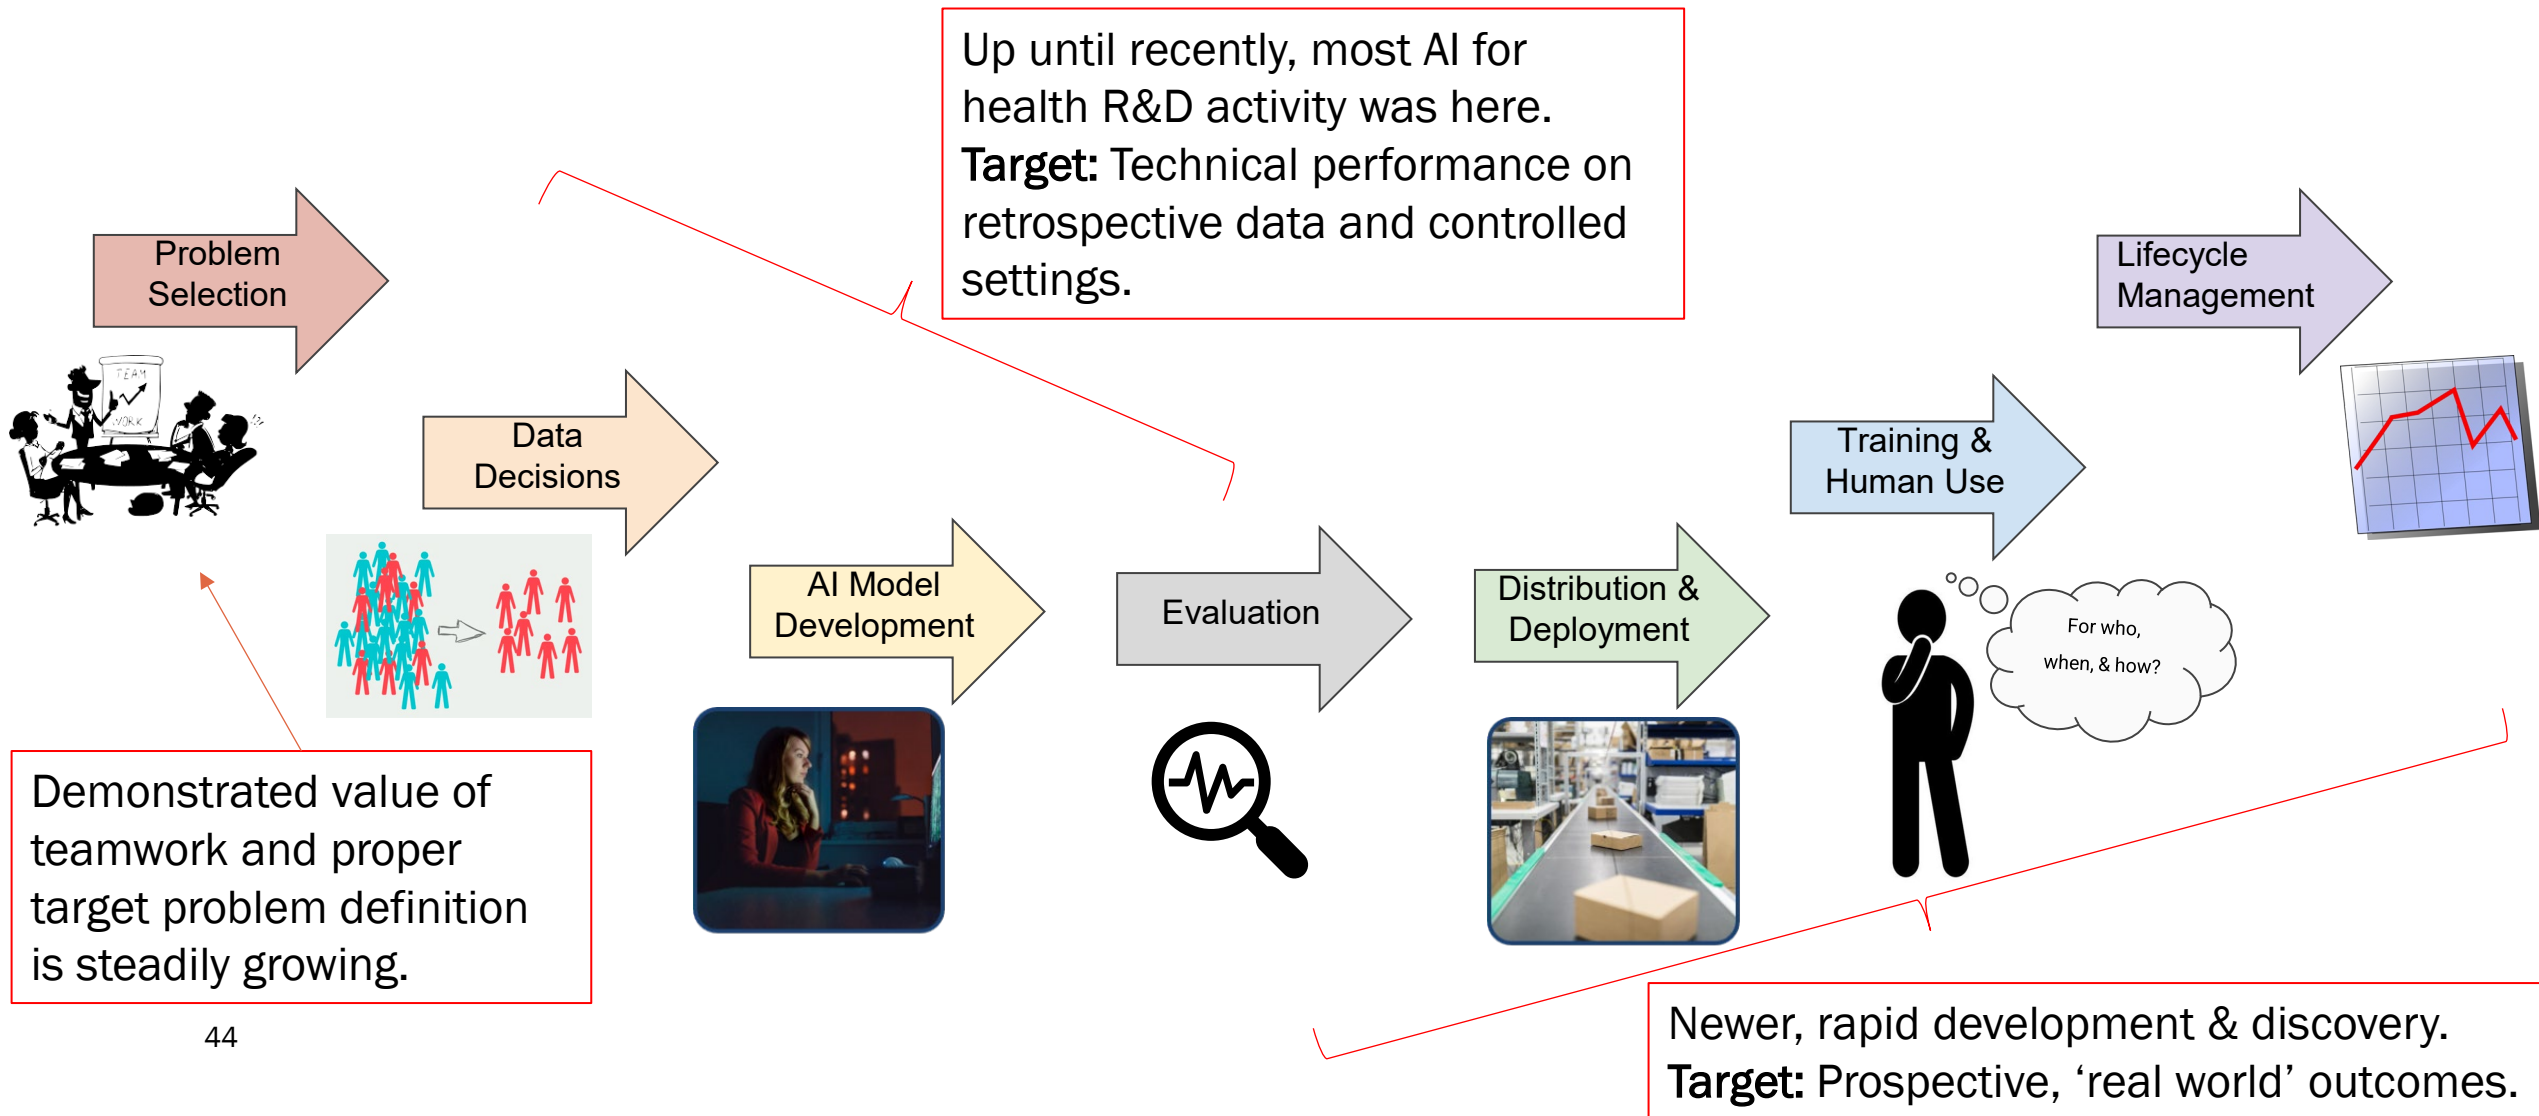 Up until recently, most AI for
health R&D activity was here.
Target: Technical performance on
retrospective data and controlled
settings.
Problem
Selection
Lifecycle
Management
TEAM
WORK
Data
Decisions
Training &
Human Use
AI Model
Development
Evaluation
Distribution &
Deployment
For who,
when, & how?
Demonstrated value of
teamwork and proper
target problem definition
is steadily growing.
Newer, rapid development & discovery.
Target: Prospective, ‘real world’ outcomes.
44